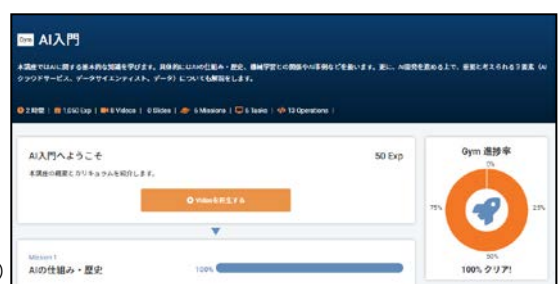 Gym AI入門
本講座ではAIに関する基本的な知識を学びます。具体的にはAIの仕組み・歴史、機械学習との関係やAI事例などを扱います。更に、AI開発を進める上で、重要と考えられる3要素(AI
クラウドサービス、データサイエンティスト、データ)についても解説をします。
2時間 | 1,050 Exp | 8 Videos | 0 Slides | 6 Missions | 6 Tasks | 13 Operations |
AI入門へようこそ
50 Exp
本講座の概要とカリキュラムを紹介します。
Videoを再生する
Mission 1
AIの仕組み・歴史
100%
Gym 進捗率
0%
75%
25%
50%
100% クリア!
)